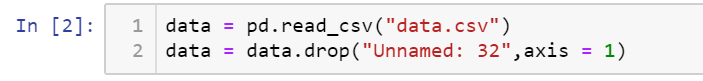 In [2]:
1 data = pd.read_csv("data.csv")
2 data = data.drop("Unnamed: 32",axis = 1)